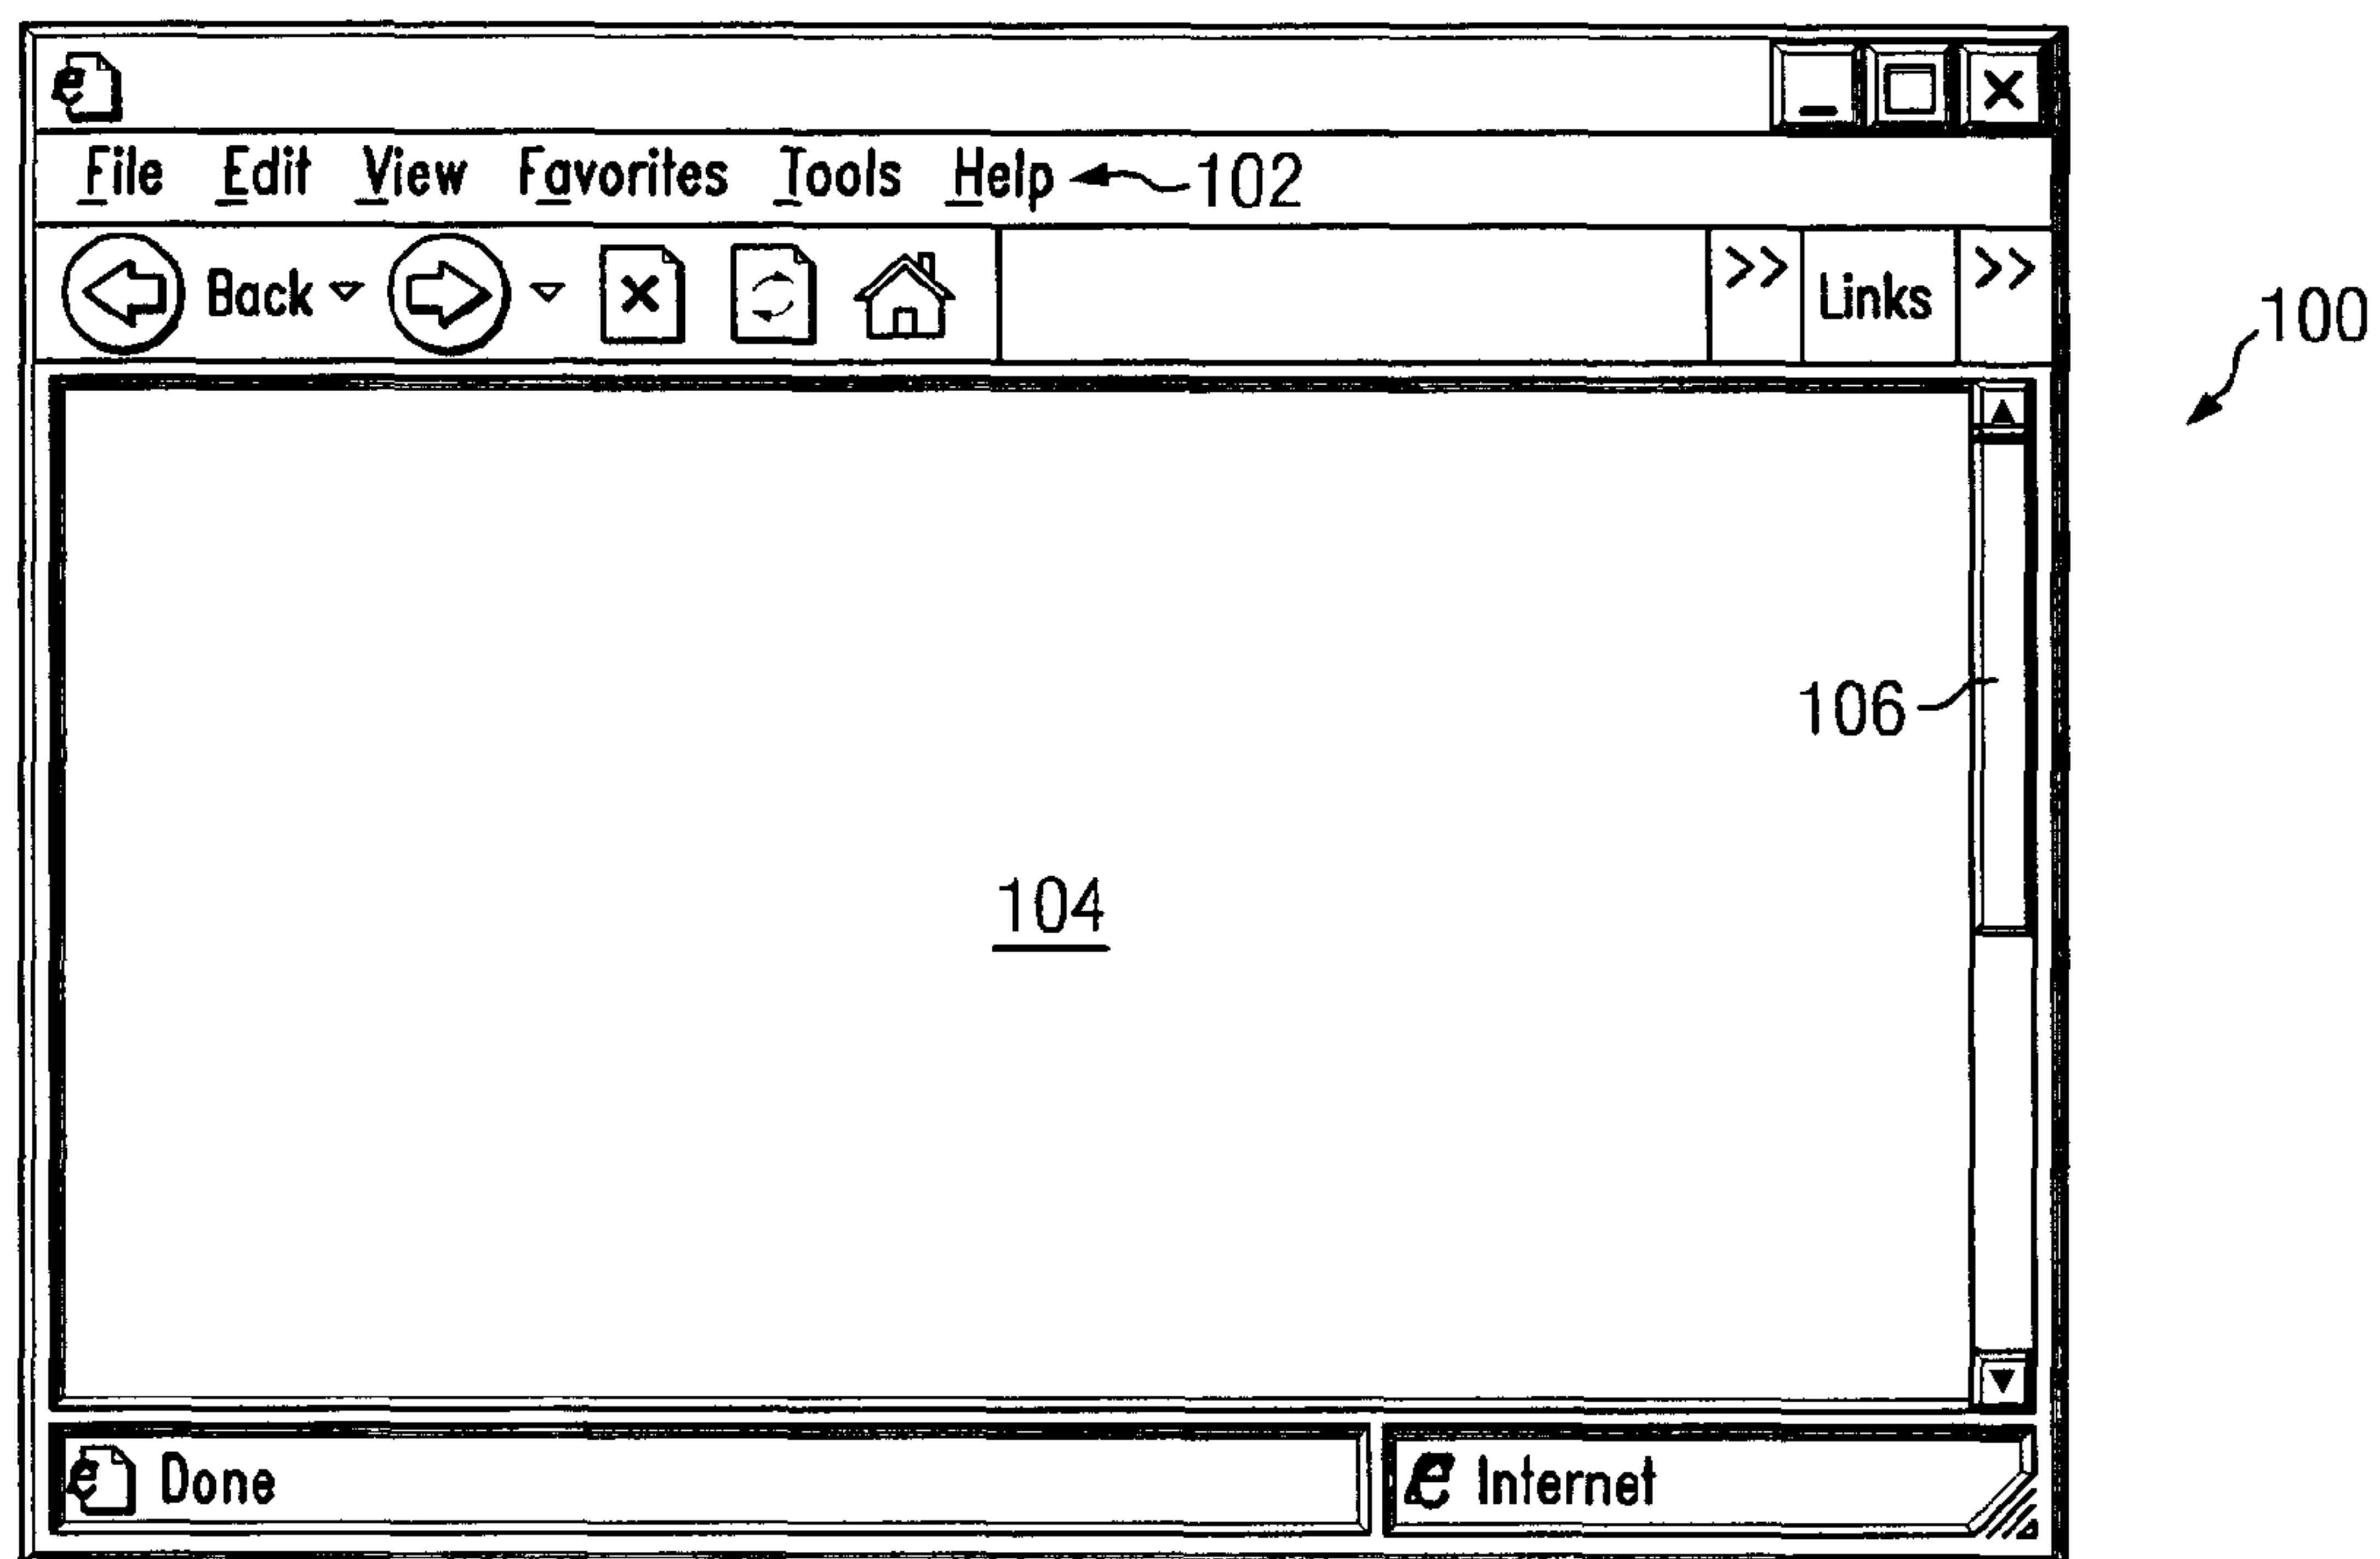 File Edit View Favorites Tools Help 102
Back >> Links >>
100
106
104
Done
Internet